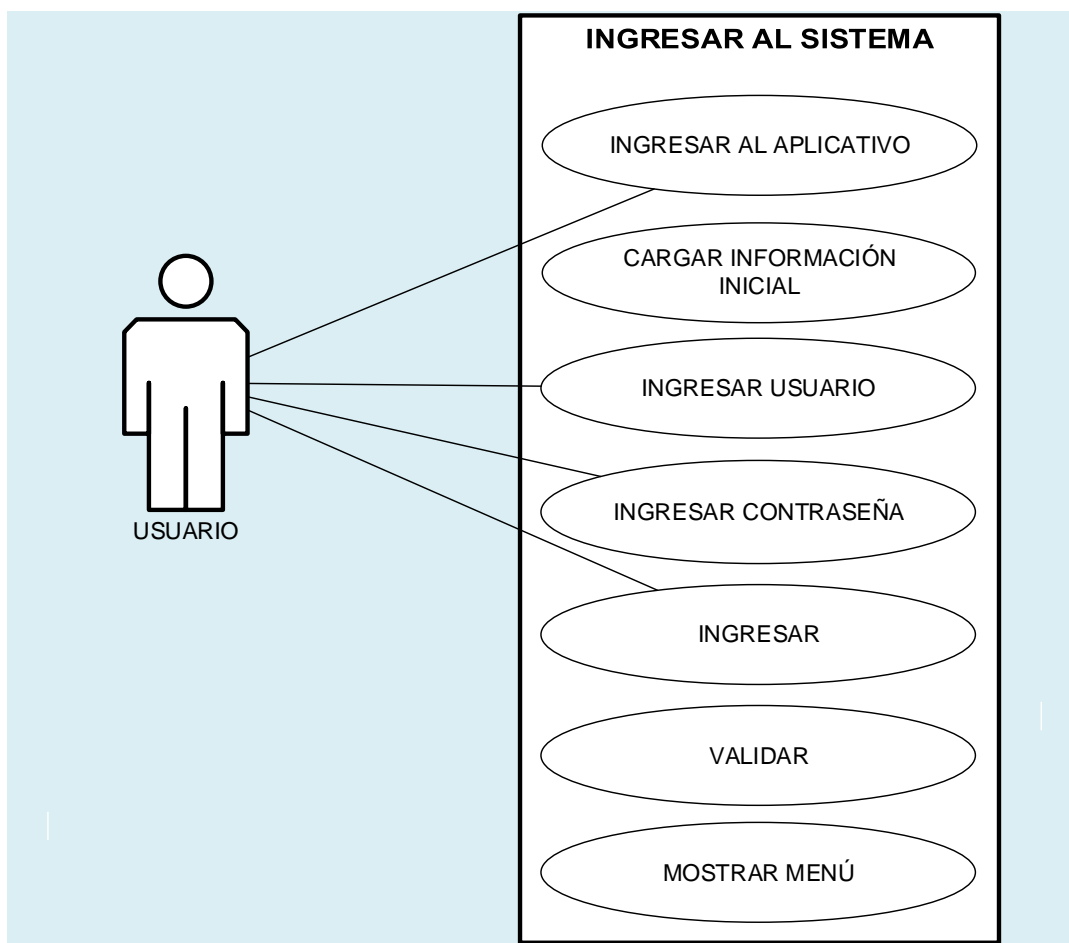 INGRESAR AL SISTEMA
INGRESAR AL APLICATIVO
CARGAR INFORMACIÓN
INICIAL
INGRESAR USUARIO
INGRESAR CONTRASEÑA
USUARIO
INGRESAR
VALIDAR
MOSTRAR MENÚ